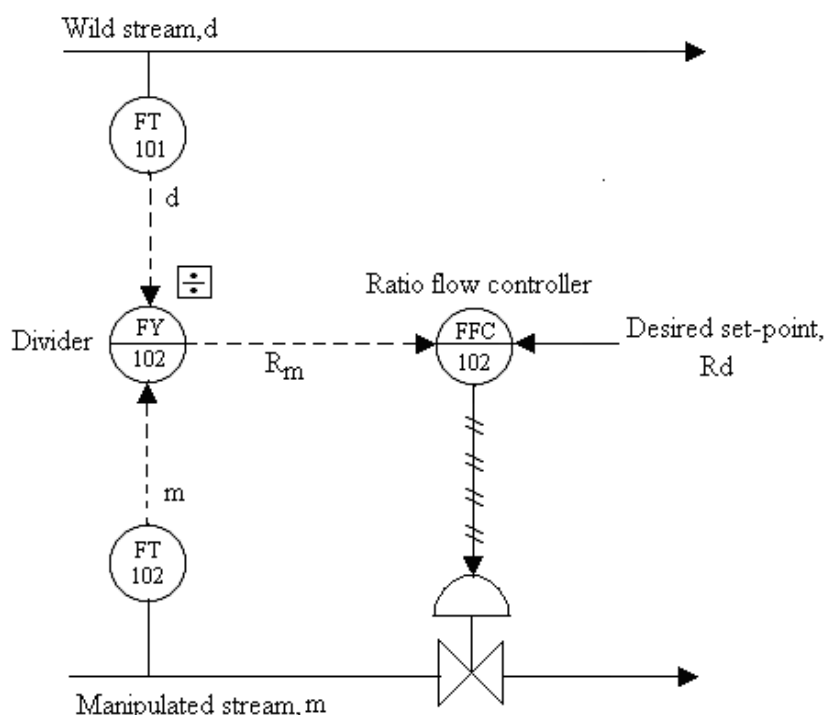 Wild stream,d
FT
101
d
÷
Ratio flow controller
Divider
FY
102
Rm
FFC
102
Desired set-point,
Rd
m
FT
102
Manipulated stream, m